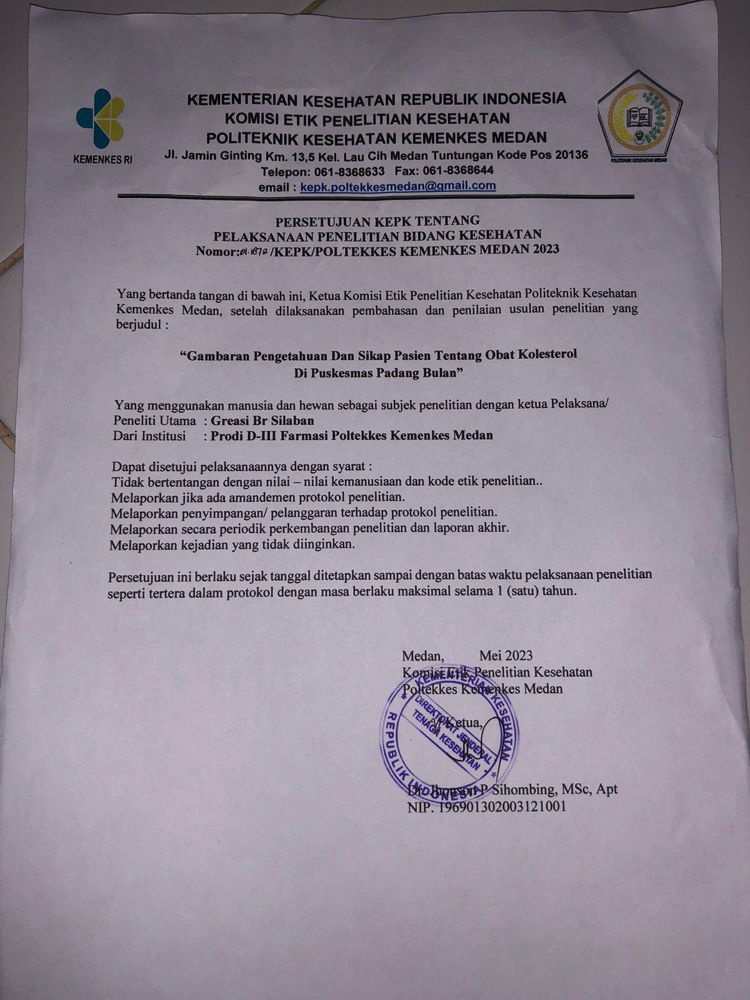 KEMENTERIAN KESEHATAN REPUBLIK INDONESIA
KOMISI ETIK PENELITIAN KESEHATAN
POLITEKNIK KESEHATAN KEMENKES MEDAN
Jl. Jamin Ginting Km. 13,5 Kel. Lau Cih Medan Tuntungan Kode Pos 20136
Telepon: 061-8368633 Fax: 061-8368644
email : kepk.poltekkesmedan@gmail.com
KEMENKES RI
POLITEKNIK KESEHATAN MEDAN
PERSETUJUAN KEPK TENTANG
PELAKSANAAN PENELITIAN BIDANG KESEHATAN
Nomor:01.1872/KEPK/POLTEKKES KEMENKES MEDAN 2023
Yang bertanda tangan di bawah ini, Ketua Komisi Etik Penelitian Kesehatan Politeknik Kesehatan
Kemenkes Medan, setelah dilaksanakan pembahasan dan penilaian usulan penelitian yang
berjudul :
“Gambaran Pengetahuan Dan Sikap Pasien Tentang Obat Kolesterol
Di Puskesmas Padang Bulan”
Yang menggunakan manusia dan hewan sebagai subjek penelitian dengan ketua Pelaksana/
Peneliti Utama : Greasi Br Silaban
Dari Institusi : Prodi D-III Farmasi Poltekkes Kemenkes Medan
Dapat disetujui pelaksanaannya dengan syarat :
Tidak bertentangan dengan nilai – nilai kemanusiaan dan kode etik penelitian..
Melaporkan jika ada amandemen protokol penelitian.
Melaporkan penyimpangan/ pelanggaran terhadap protokol penelitian.
Melaporkan secara periodik perkembangan penelitian dan laporan akhir.
Melaporkan kejadian yang tidak diinginkan.
Persetujuan ini berlaku sejak tanggal ditetapkan sampai dengan batas waktu pelaksanaan penelitian
seperti tertera dalam protokol dengan masa berlaku maksimal selama 1 (satu) tahun.
Medan, Mei 2023
Komisi Etik Penelitian Kesehatan
Poltekkes Kemenkes Medan
Ketua,
KEMENTERIAN KESEHATAN
DIREKTORAT JENDERAL
TENAGA KESEHATAN
REPUBLIK INDONESIA
Dr. Jhonson P Sihombing, MSc, Apt
NIP. 196901302003121001